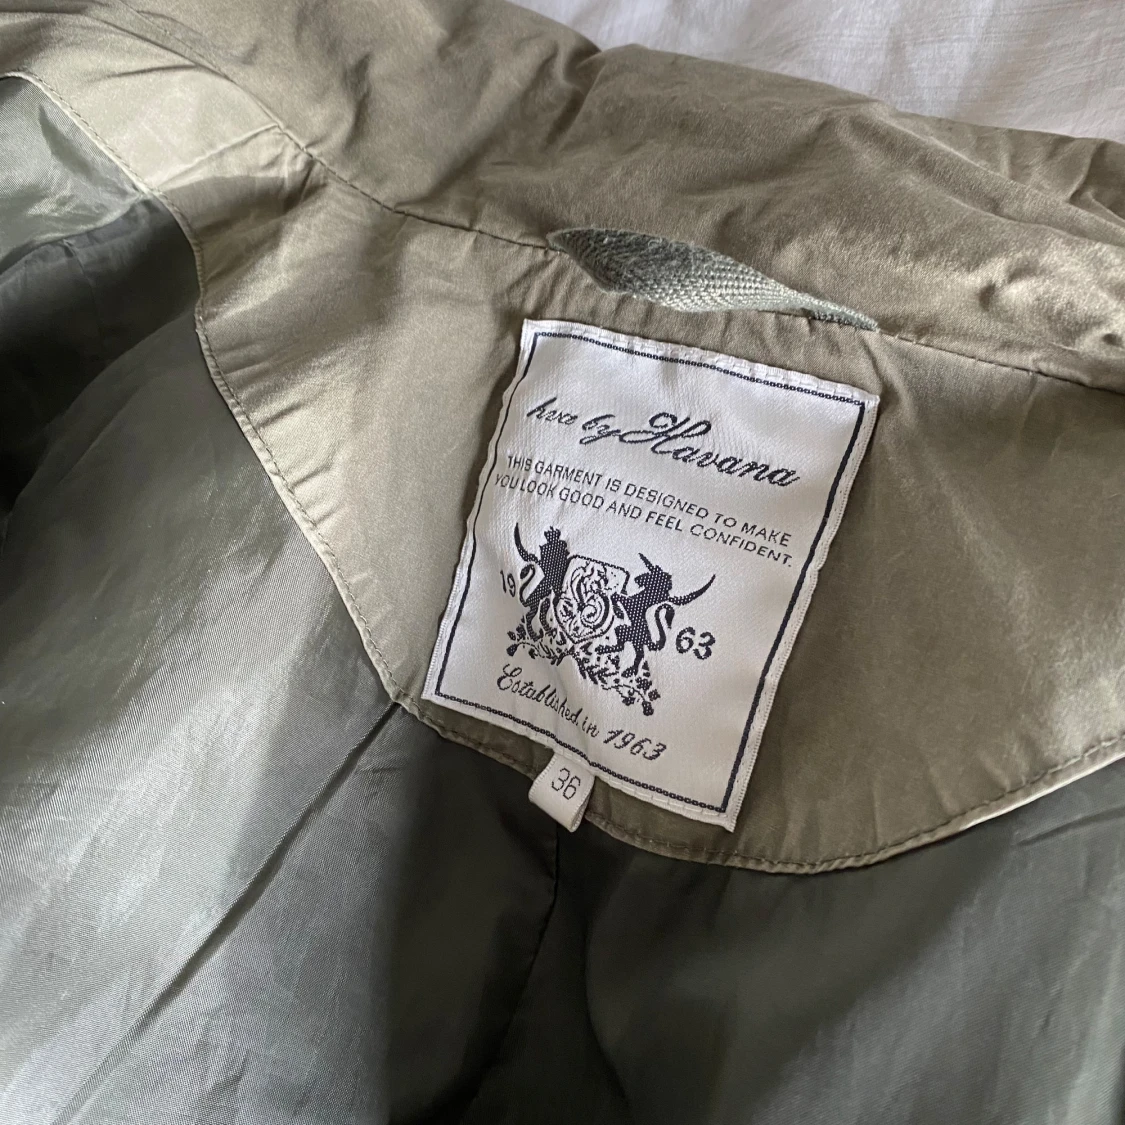 hva by Havana
THIS GARMENT IS DESIGNED TO MAKE
YOU LOOK GOOD AND FEEL CONFIDENT.
19 63
Established in 1963
36